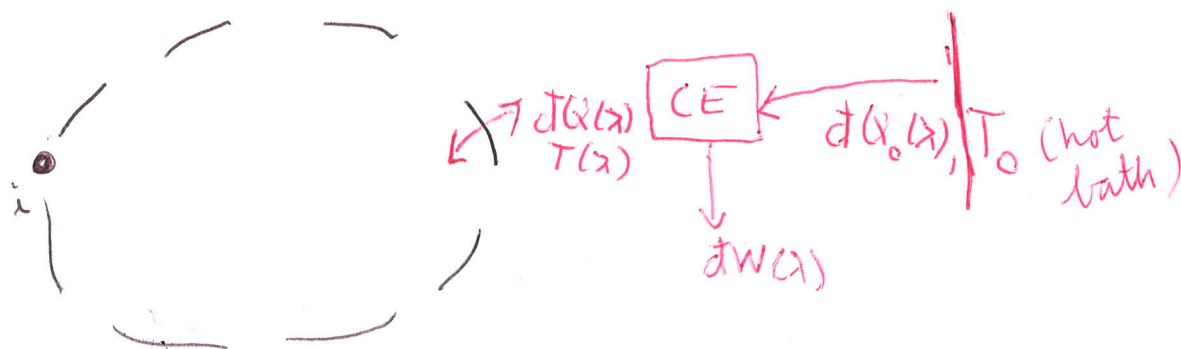 i
đQ(λ)
T(λ)
CE
đW(λ)
đQ₀(λ), T₀ (hot
bath)